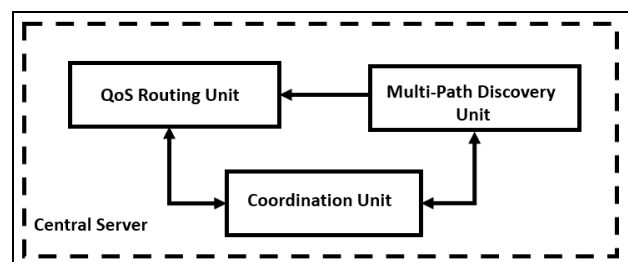 QoS Routing Unit
Multi-Path Discovery
Unit
Coordination Unit
Central Server